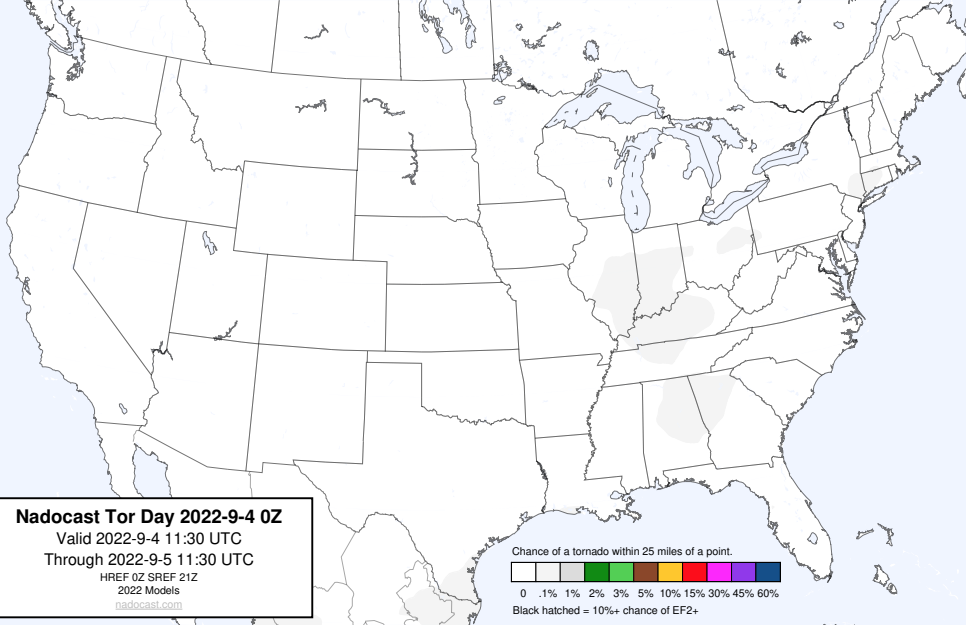 Nadocast Tor Day 2022-9-4 0Z
Valid 2022-9-4 11:30 UTC
Through 2022-9-5 11:30 UTC
HREF 0Z SREF 21Z
2022 Models
nadocast.com
Chance of a tornado within 25 miles of a point.
0 .1% 1% 2% 3% 5% 10% 15% 30% 45% 60%
Black hatched = 10%+ chance of EF2+